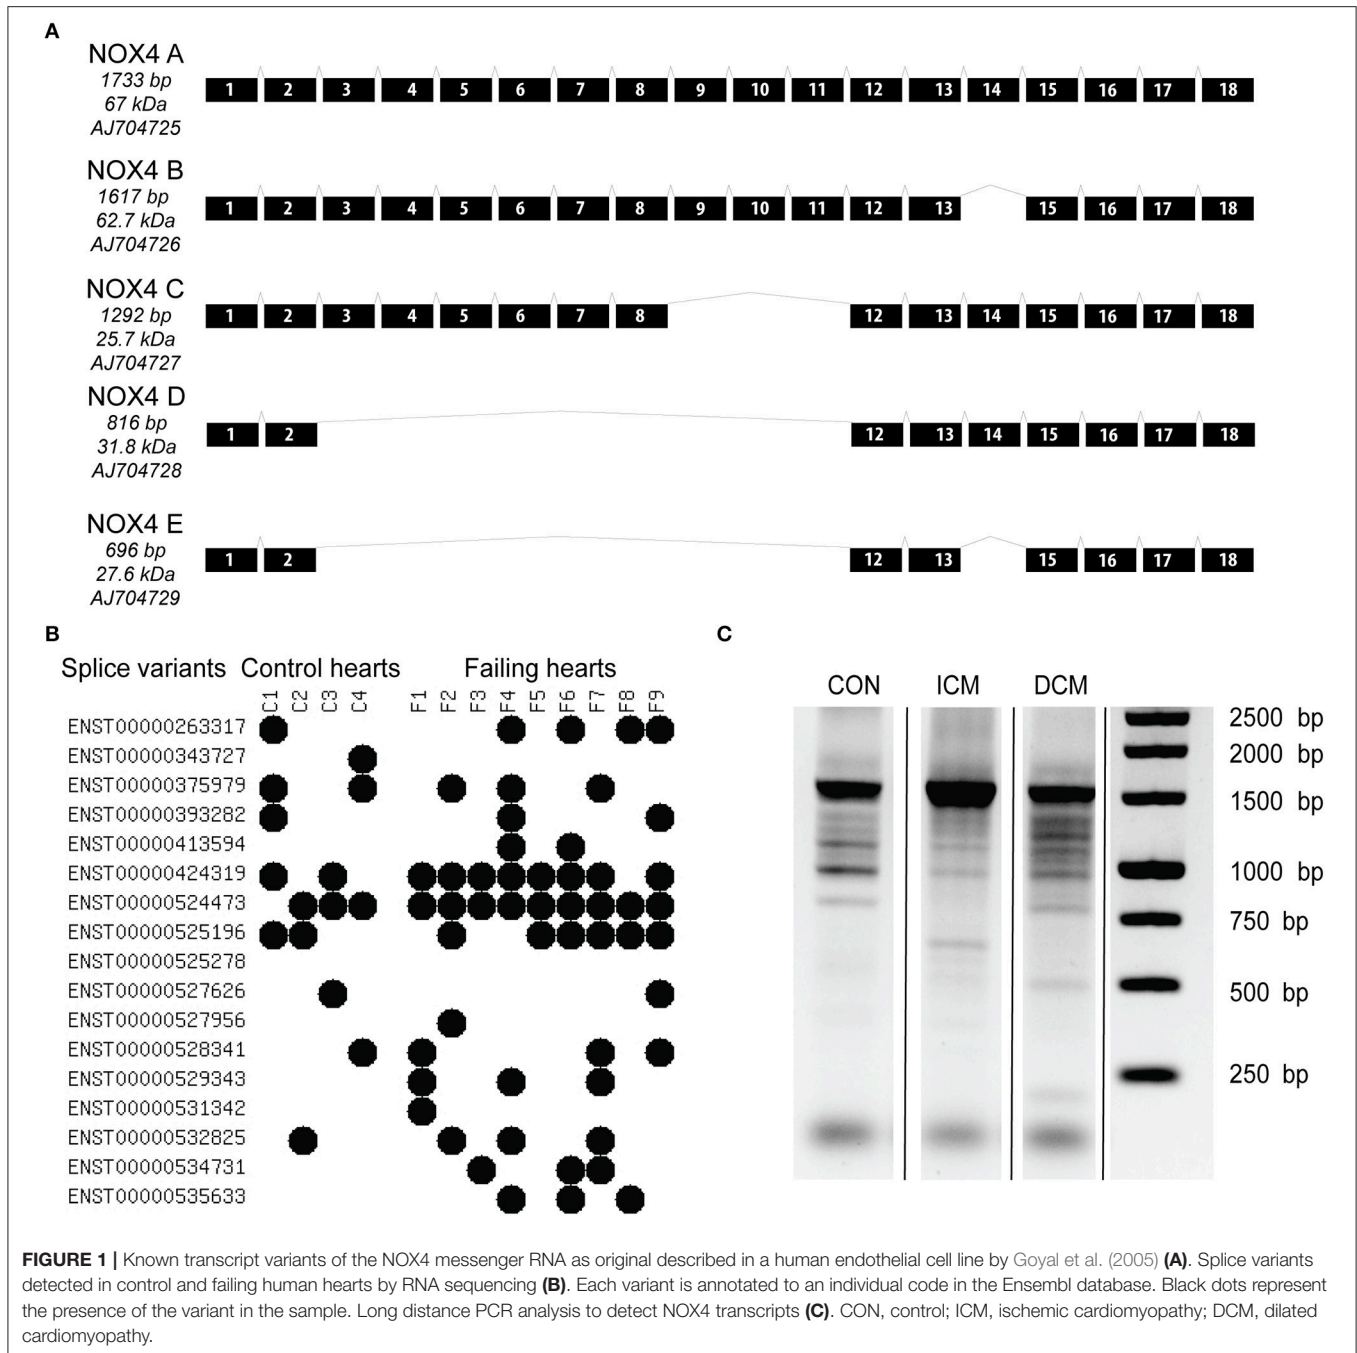 A
NOX4 A
1733 bp
67 kDa
AJ704725
1 2 3 4 5 6 7 8 9 10 11 12 13 14 15 16 17 18
NOX4 B
1617 bp
62.7 kDa
AJ704726
1 2 3 4 5 6 7 8 9 10 11 12 13 15 16 17 18
NOX4 C
1292 bp
25.7 kDa
AJ704727
1 2 3 4 5 6 7 8 12 13 14 15 16 17 18
NOX4 D
816 bp
31.8 kDa
AJ704728
1 2 12 13 14 15 16 17 18
NOX4 E
696 bp
27.6 kDa
AJ704729
1 2 12 13 15 16 17 18
B
Splice variants Control hearts Failing hearts
C1 C2 C3 C4 F1 F2 F3 F4 F5 F6 F7 F8 F9
ENST00000263317
ENST00000343727
ENST00000375979
ENST00000393282
ENST00000413594
ENST00000424319
ENST00000524473
ENST00000525196
ENST00000525278
ENST00000527626
ENST00000527956
ENST00000528341
ENST00000529343
ENST00000531342
ENST00000532825
ENST00000534731
ENST00000535633
C
CON ICM DCM
2500 bp
2000 bp
1500 bp
1000 bp
750 bp
500 bp
250 bp
FIGURE 1 | Known transcript variants of the NOX4 messenger RNA as original described in a human endothelial cell line by Goyal et al. (2005) (A). Splice variants
detected in control and failing human hearts by RNA sequencing (B). Each variant is annotated to an individual code in the Ensembl database. Black dots represent
the presence of the variant in the sample. Long distance PCR analysis to detect NOX4 transcripts (C). CON, control; ICM, ischemic cardiomyopathy; DCM, dilated
cardiomyopathy.